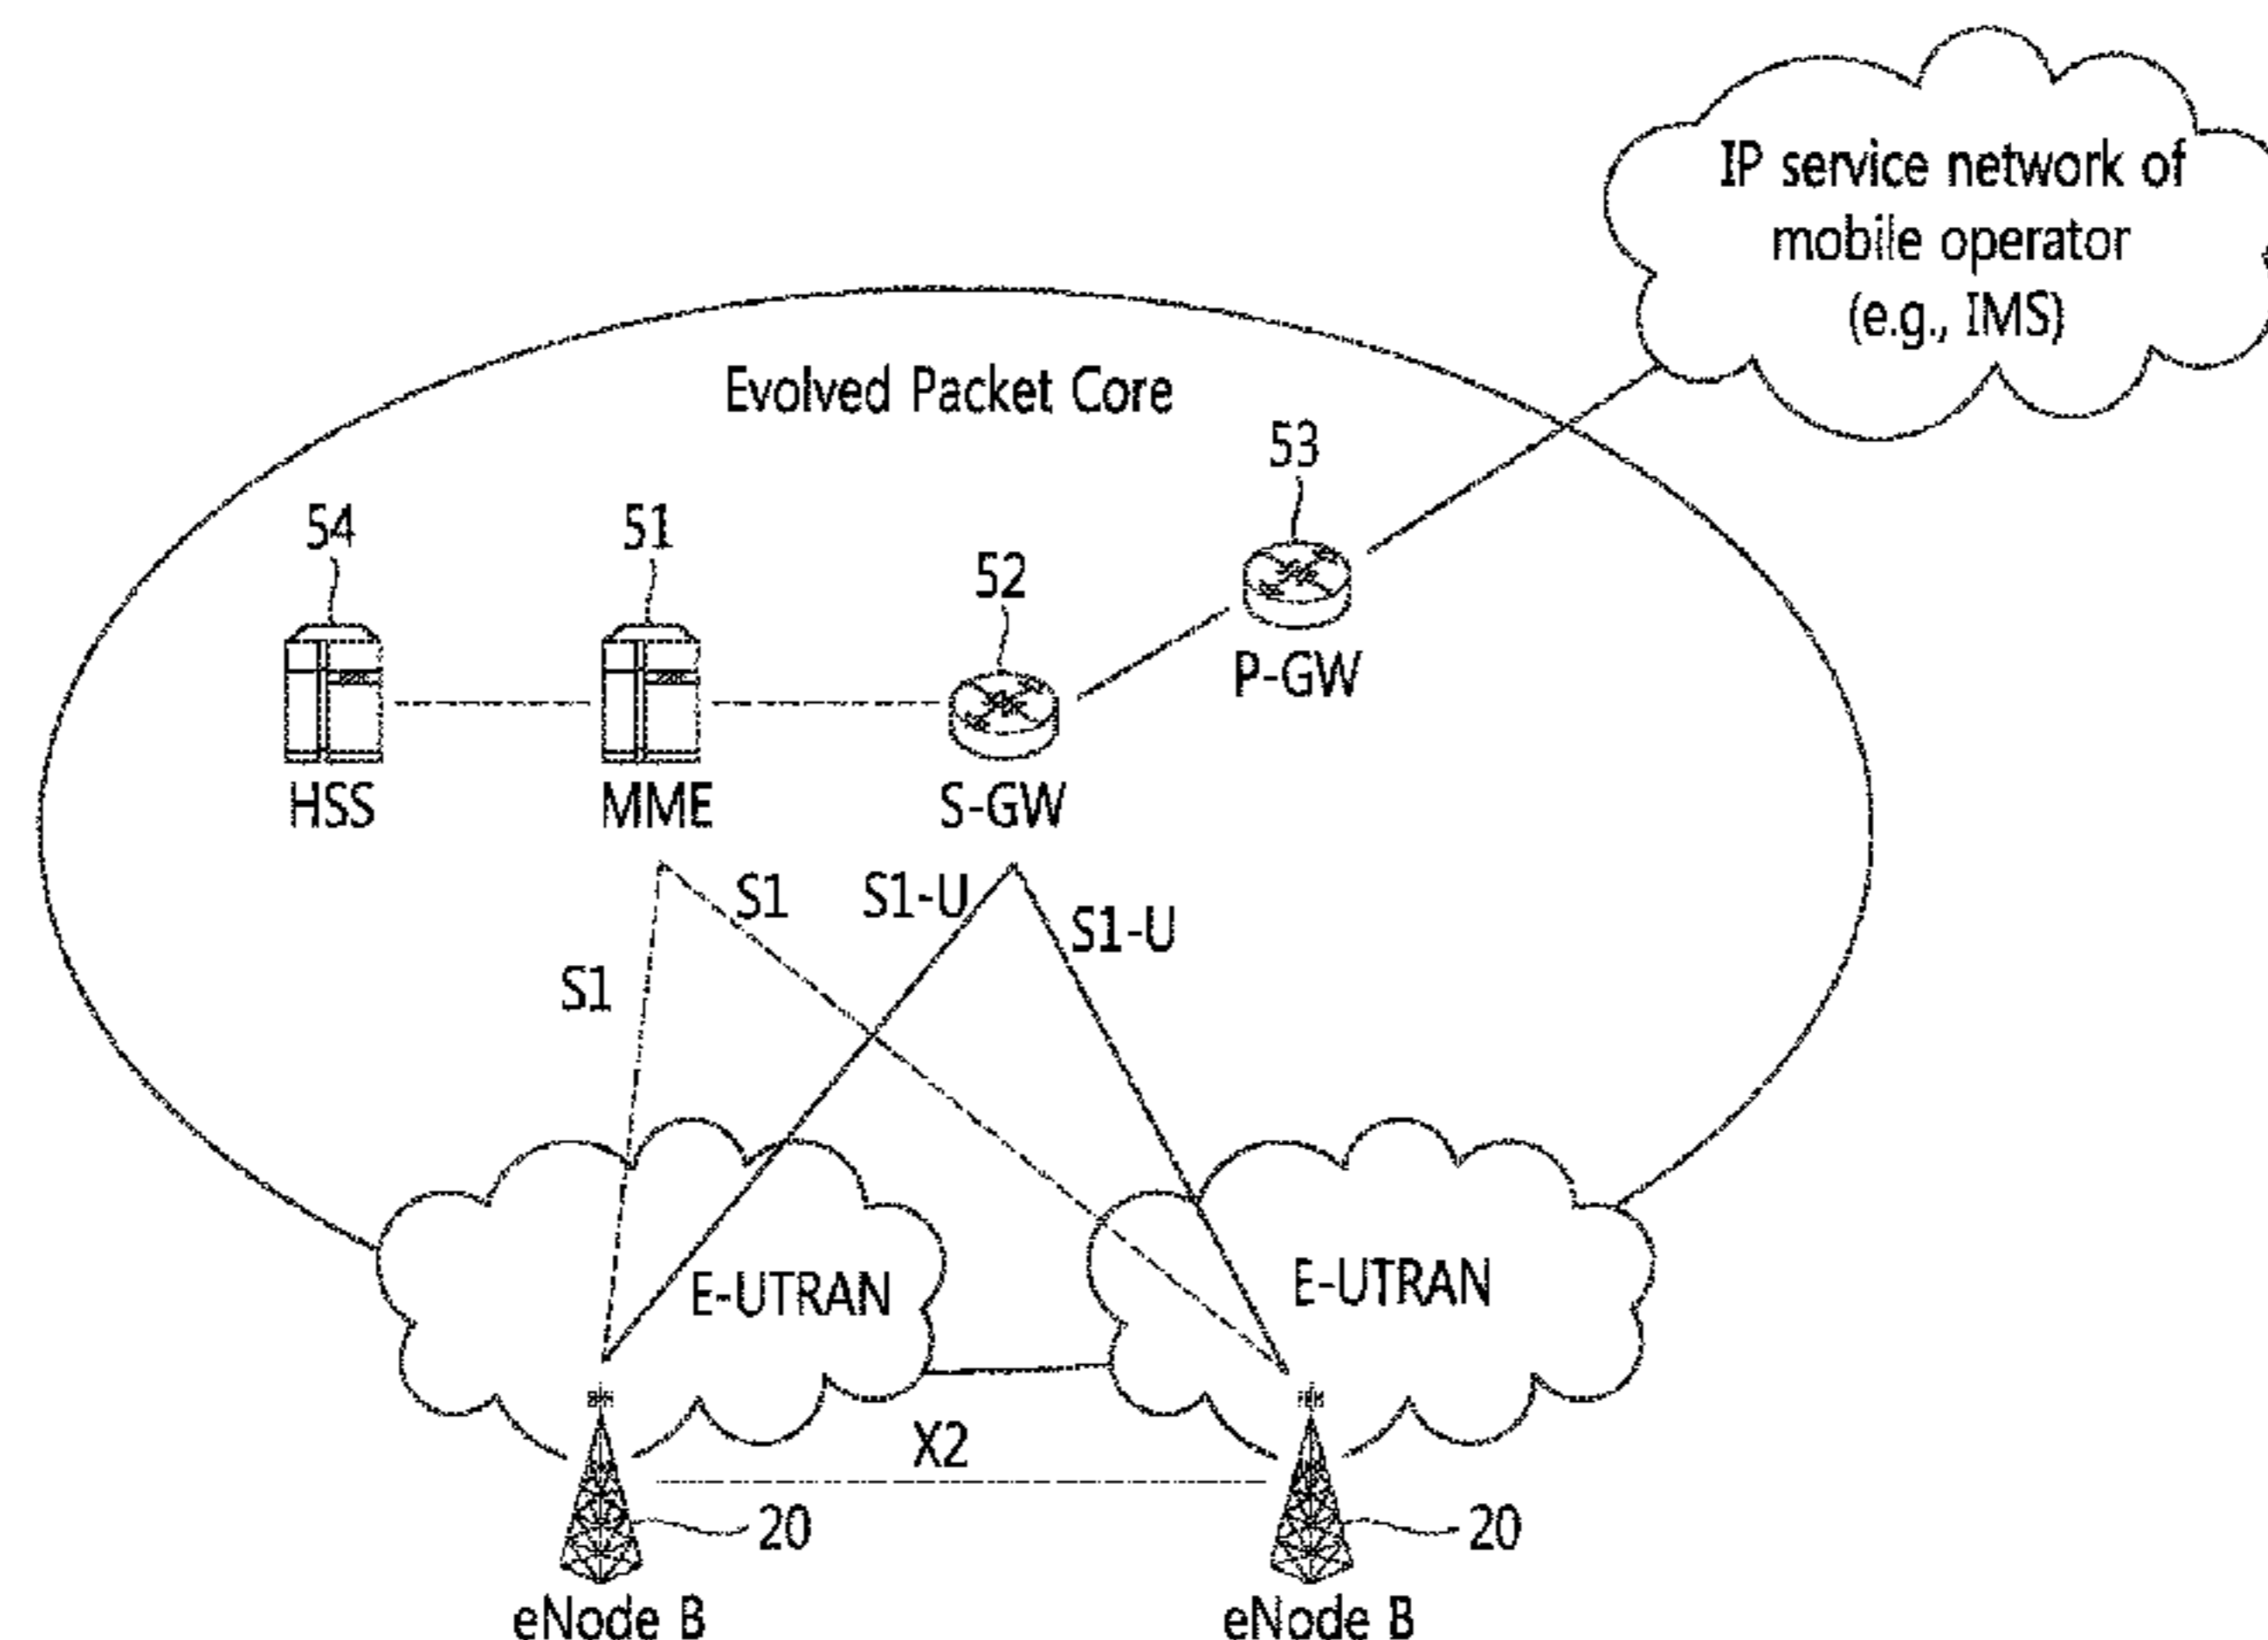 IP service network of
mobile operator
(e.g., IMS)
Evolved Packet Core
53
54
51
52
P-GW
HSS
MME
S-GW
S1
S1-U
S1-U
S1
E-UTRAN
E-UTRAN
X2
20
20
eNode B
eNode B